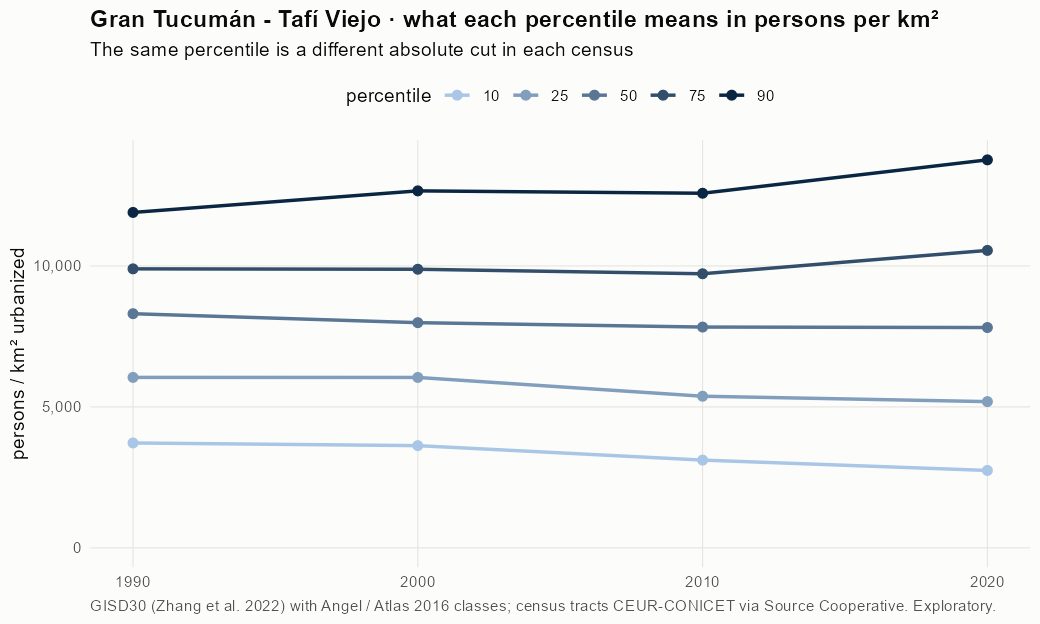 Gran Tucumán - Tafí Viejo · what each percentile means in persons per km²
The same percentile is a different absolute cut in each census
percentile 10 25 50 75 90
persons / km² urbanized
10,000
5,000
0
1990 2000 2010 2020
GISD30 (Zhang et al. 2022) with Angel / Atlas 2016 classes; census tracts CEUR-CONICET via Source Cooperative. Exploratory.